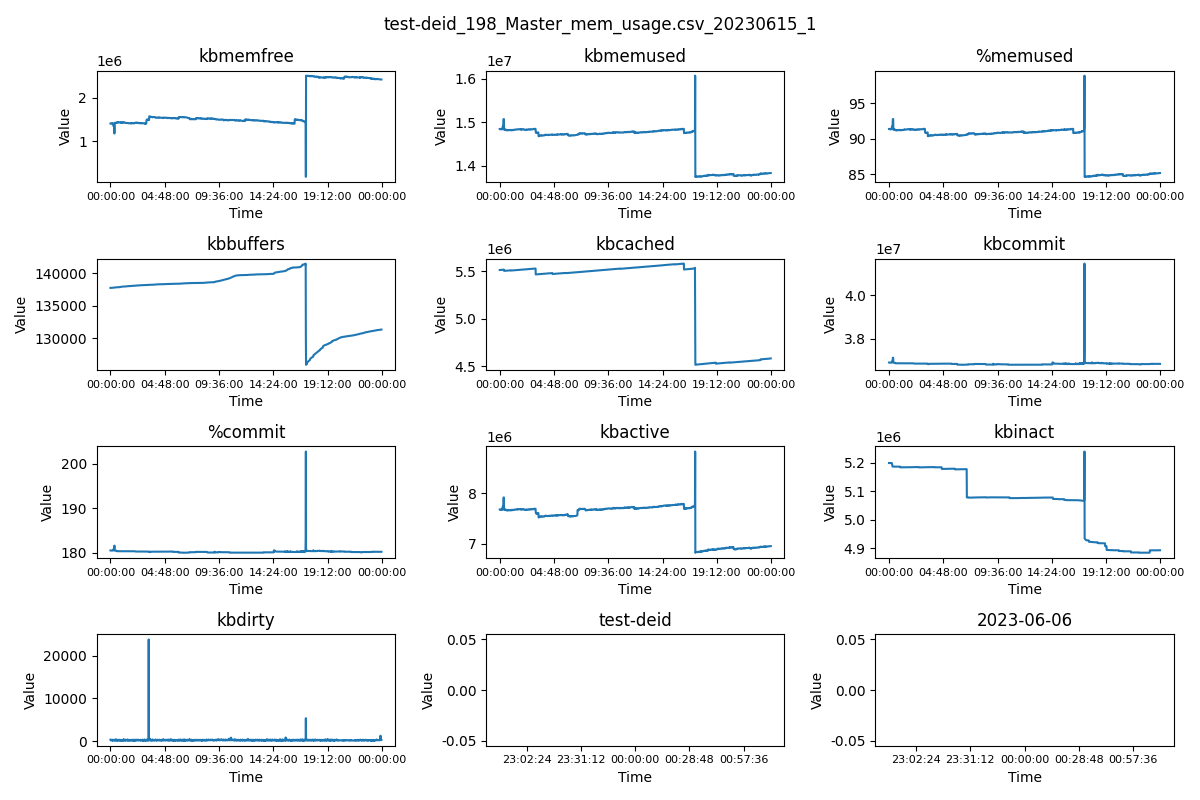 test-deid_198_Master_mem_usage.csv_20230615_1
kbmemfree
1e6
Value
2
1
00:00:00 04:48:00 09:36:00 14:24:00 19:12:00 00:00:00
Time
kbmemused
1e7
Value
1.6
1.5
1.4
00:00:00 04:48:00 09:36:00 14:24:00 19:12:00 00:00:00
Time
%memused
Value
95
90
85
00:00:00 04:48:00 09:36:00 14:24:00 19:12:00 00:00:00
Time
kbbuffers
Value
140000
135000
130000
00:00:00 04:48:00 09:36:00 14:24:00 19:12:00 00:00:00
Time
kbcached
1e6
Value
5.5
5.0
4.5
00:00:00 04:48:00 09:36:00 14:24:00 19:12:00 00:00:00
Time
kbcommit
1e7
Value
4.0
3.8
00:00:00 04:48:00 09:36:00 14:24:00 19:12:00 00:00:00
Time
%commit
Value
200
190
180
00:00:00 04:48:00 09:36:00 14:24:00 19:12:00 00:00:00
Time
kbactive
1e6
Value
8
7
00:00:00 04:48:00 09:36:00 14:24:00 19:12:00 00:00:00
Time
kbinact
1e6
Value
5.2
5.1
5.0
4.9
00:00:00 04:48:00 09:36:00 14:24:00 19:12:00 00:00:00
Time
kbdirty
Value
20000
10000
0
00:00:00 04:48:00 09:36:00 14:24:00 19:12:00 00:00:00
Time
test-deid
Value
0.05
0.00
-0.05
23:02:24 23:31:12 00:00:00 00:28:48 00:57:36
Time
2023-06-06
Value
0.05
0.00
-0.05
23:02:24 23:31:12 00:00:00 00:28:48 00:57:36
Time